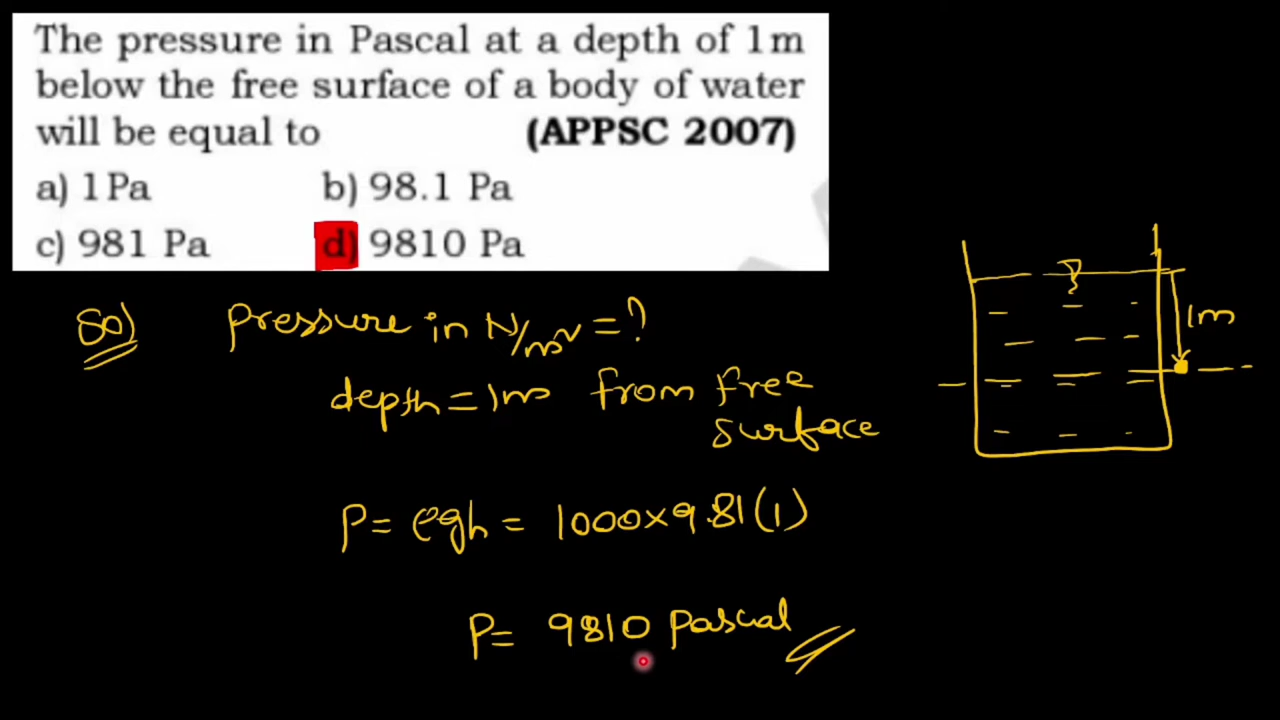 The pressure in Pascal at a depth of 1m
below the free surface of a body of water
will be equal to (APPSC 2007)
a) 1 Pa b) 98.1 Pa
c) 981 Pa d) 9810 Pa
So)
pressure in N/m² = ?
depth = 1m from free
surface
1m
P = ρgh = 1000×9.81(1)
P = 9810 pascal